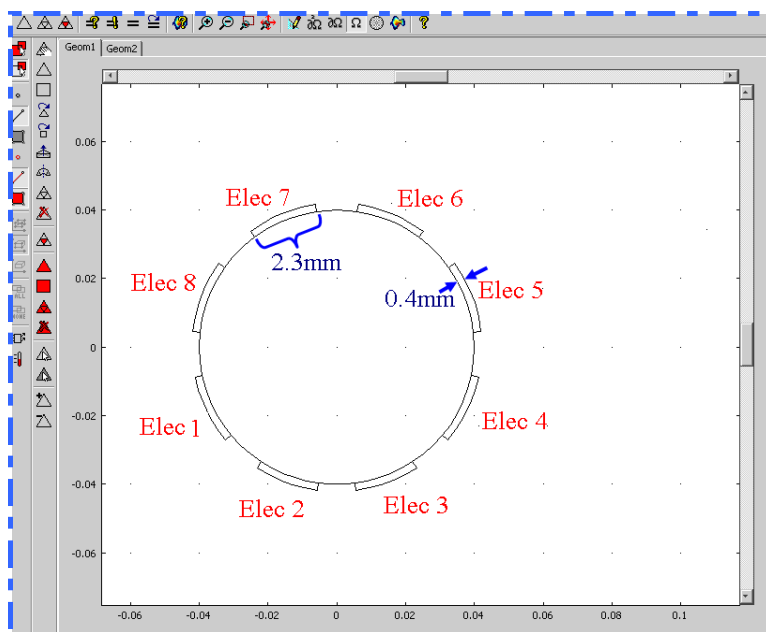 Geom1 Geom2
0.06
0.04
0.02
0
-0.02
-0.04
-0.06
Elec 7
Elec 6
2.3mm
Elec 8
0.4mm
Elec 5
Elec 1
Elec 4
Elec 2
Elec 3
-0.06 -0.04 -0.02 0 0.02 0.04 0.06 0.08 0.1